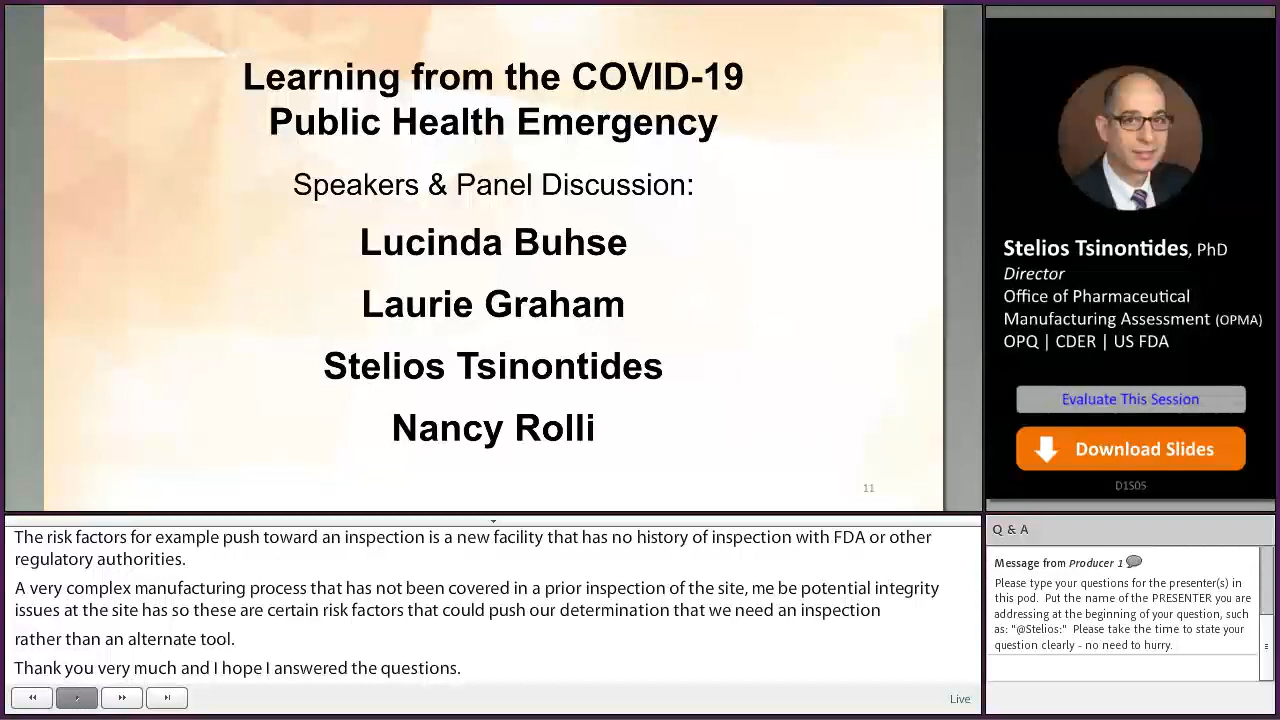 Learning from the COVID-19
Public Health Emergency
Speakers & Panel Discussion:
Lucinda Buhse
Laurie Graham
Stelios Tsinontides
Nancy Rolli
11
Stelios Tsinontides, PhD
Director
Office of Pharmaceutical
Manufacturing Assessment (OPMA)
OPQ | CDER | US FDA
Evaluate This Session
Download Slides
D1S05
The risk factors for example push toward an inspection is a new facility that has no history of inspection with FDA or other
regulatory authorities.
A very complex manufacturing process that has not been covered in a prior inspection of the site, me be potential integrity
issues at the site has so these are certain risk factors that could push our determination that we need an inspection
rather than an alternate tool.
Thank you very much and I hope I answered the questions.
Live
Q & A
Message from Producer 1
Please type your questions for the presenter(s) in
this pod. Put the name of the PRESENTER you are
addressing at the beginning of your question, such
as: "@Stelios:" Please take the time to state your
question clearly - no need to hurry.